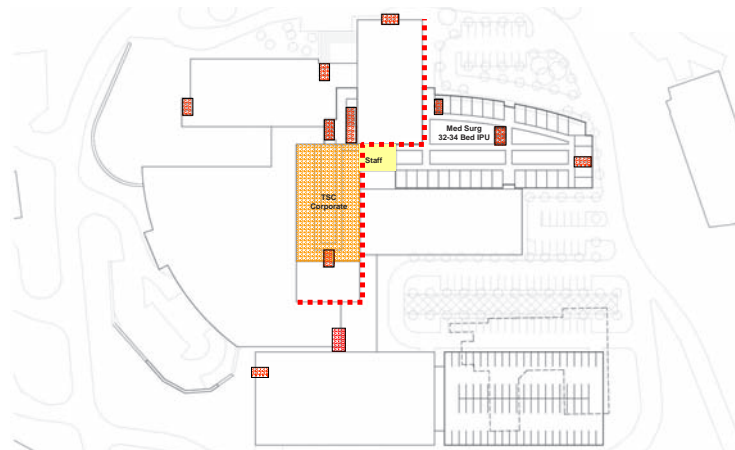 Med Surg
32-34 Bed IPU
Staff
TSC
Corporate